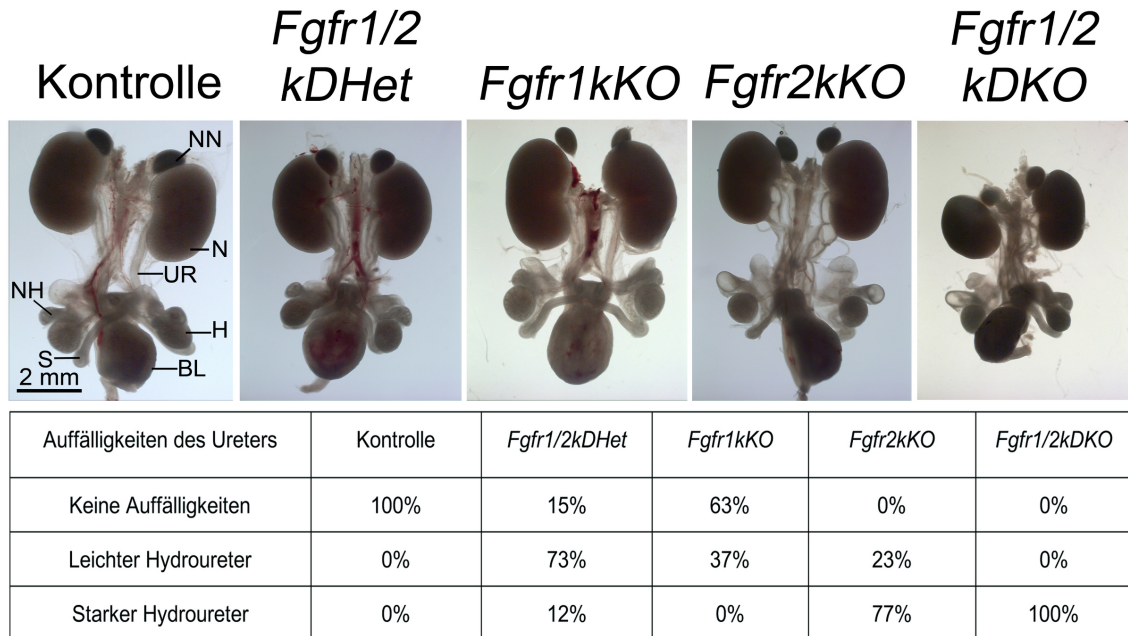 Kontrolle
Fgfr1/2
kDHet
Fgfr1kKO
Fgfr2kKO
Fgfr1/2
kDKO
NN
N
UR
NH
H
S
BL
2 mm
Auffälligkeiten des Ureters Kontrolle Fgfr1/2kDHet Fgfr1kKO Fgfr2kKO Fgfr1/2kDKO
Keine Auffälligkeiten 100% 15% 63% 0% 0%
Leichter Hydroureter 0% 73% 37% 23% 0%
Starker Hydroureter 0% 12% 0% 77% 100%